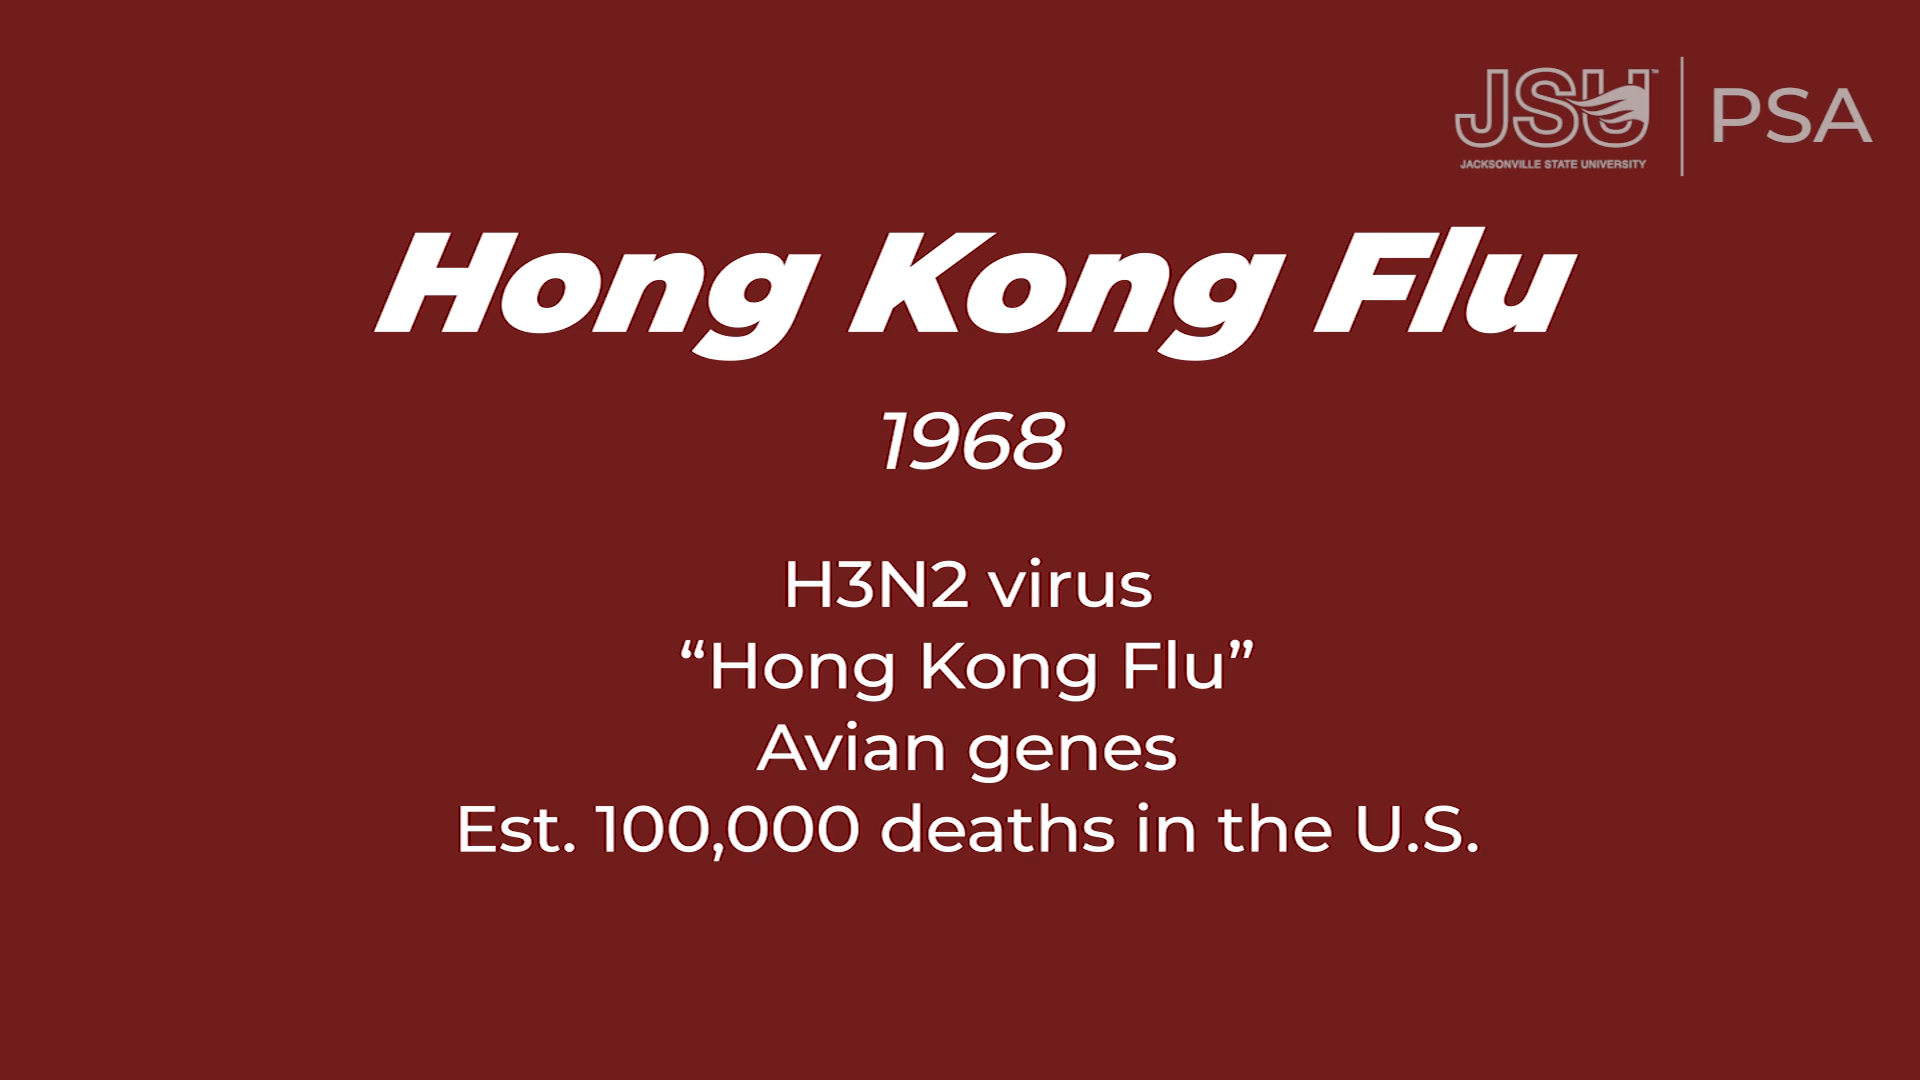 JSU™ | PSA
JACKSONVILLE STATE UNIVERSITY
Hong Kong Flu
1968
H3N2 virus
“Hong Kong Flu”
Avian genes
Est. 100,000 deaths in the U.S.